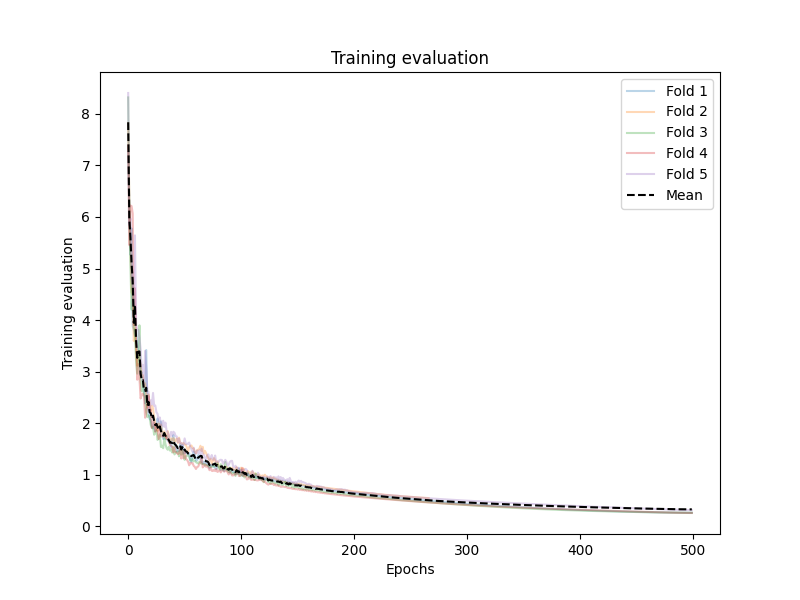 Training evaluation
Fold 1
Fold 2
Fold 3
Fold 4
Fold 5
Mean
Training evaluation
8
7
6
5
4
3
2
1
0
0 100 200 300 400 500
Epochs